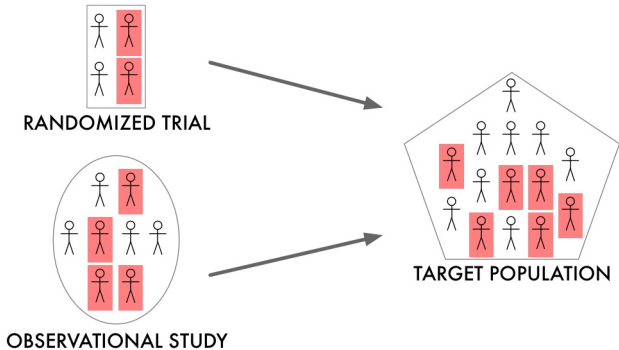 RANDOMIZED TRIAL
OBSERVATIONAL STUDY
TARGET POPULATION